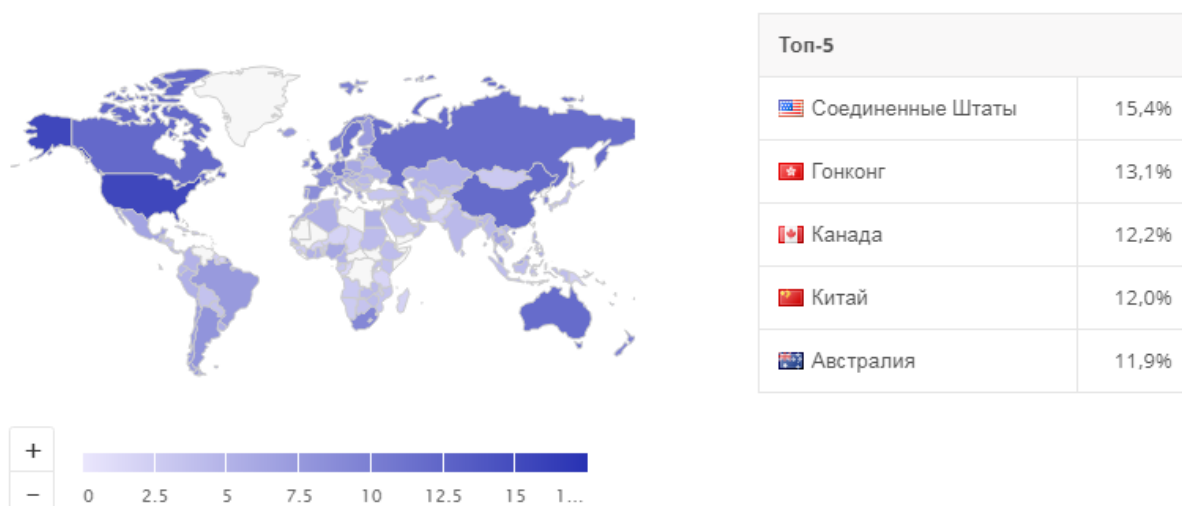 Топ-5
Соединенные Штаты 15,4%
Гонконг 13,1%
Канада 12,2%
Китай 12,0%
Австралия 11,9%
+
−
0 2.5 5 7.5 10 12.5 15 1...